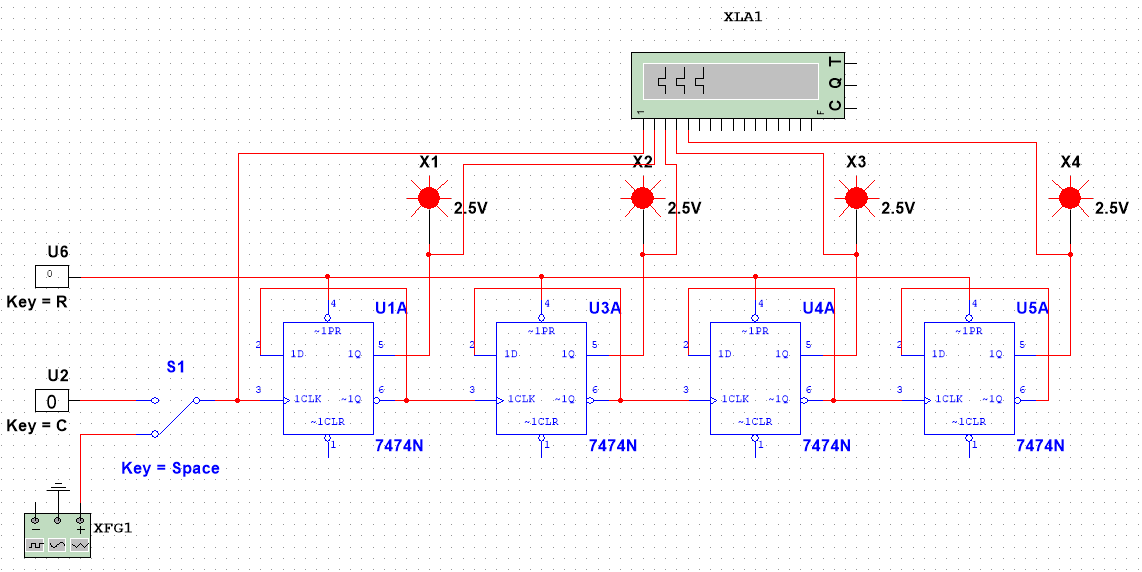 XLA1
T
Q
C
1
F
X1
X2
X3
X4
2.5V
2.5V
2.5V
2.5V
U6
0
Key = R
U1A
U3A
U4A
U5A
4
4
4
4
~1PR
~1PR
~1PR
~1PR
2
1D
1Q
5
2
1D
1Q
5
2
1D
1Q
5
2
1D
1Q
5
U2
0
Key = C
S1
3
1CLK
~1Q
6
3
1CLK
~1Q
6
3
1CLK
~1Q
6
3
1CLK
~1Q
6
~1CLR
~1CLR
~1CLR
~1CLR
1
7474N
1
7474N
1
7474N
1
7474N
Key = Space
XFG1
− +